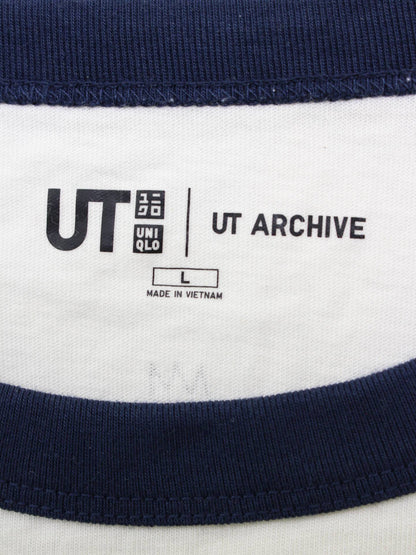 UT ユニクロ UNIQLO | UT ARCHIVE
L
MADE IN VIETNAM